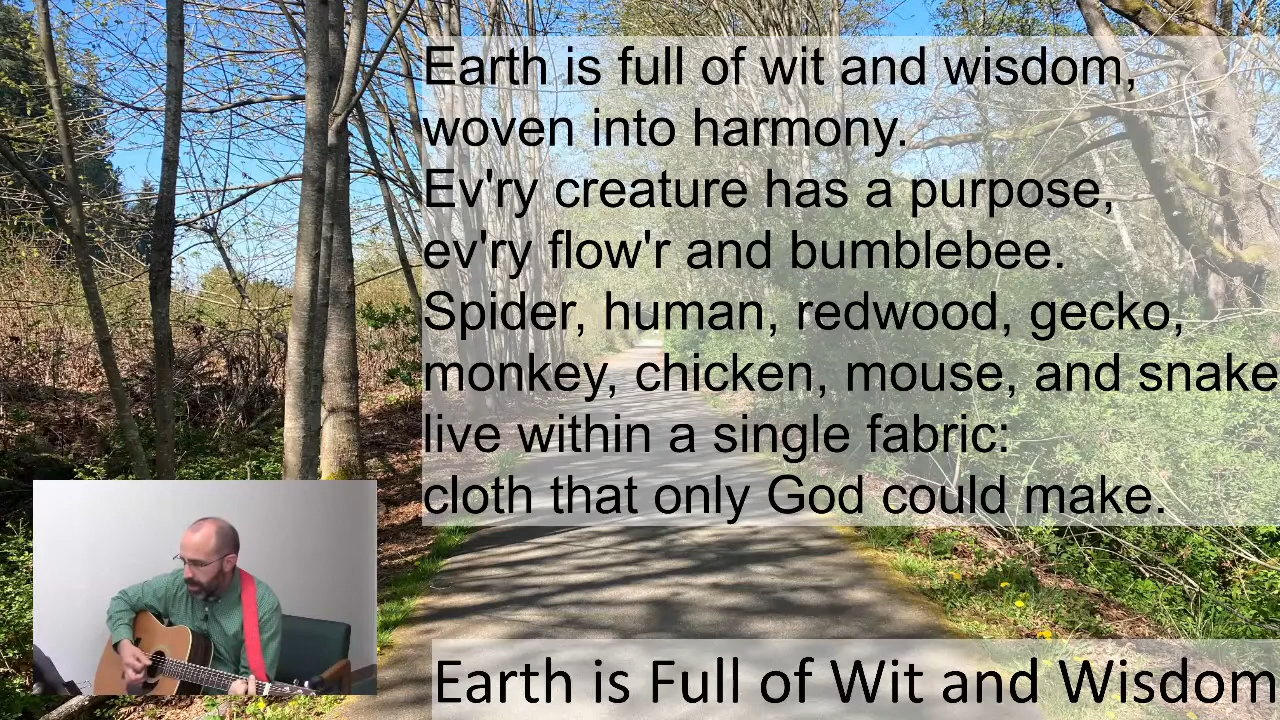 Earth is full of wit and wisdom,
woven into harmony.
Ev'ry creature has a purpose,
ev'ry flow'r and bumblebee.
Spider, human, redwood, gecko,
monkey, chicken, mouse, and snake
live within a single fabric:
cloth that only God could make.
Earth is Full of Wit and Wisdom